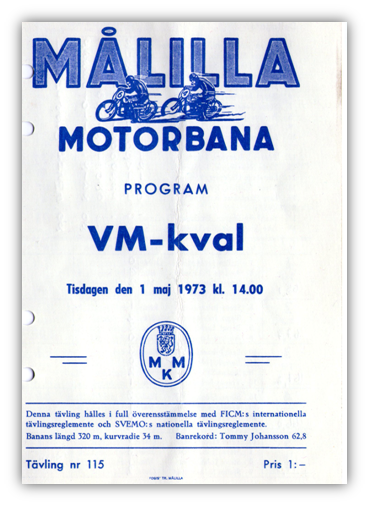 MÅLILLA
MOTORBANA
PROGRAM
VM-kval
Tisdagen den 1 maj 1973 kl. 14.00
M M
K
Denna tävling hålles i full överensstämmelse med FICM:s internationella
tävlingsreglemente och SVEMO:s nationella tävlingsreglemente.
Banans längd 320 m, kurvradie 34 m. Banrekord: Tommy Johansson 62,8
Tävling nr 115 Pris 1:–
TR. MÅLILLA